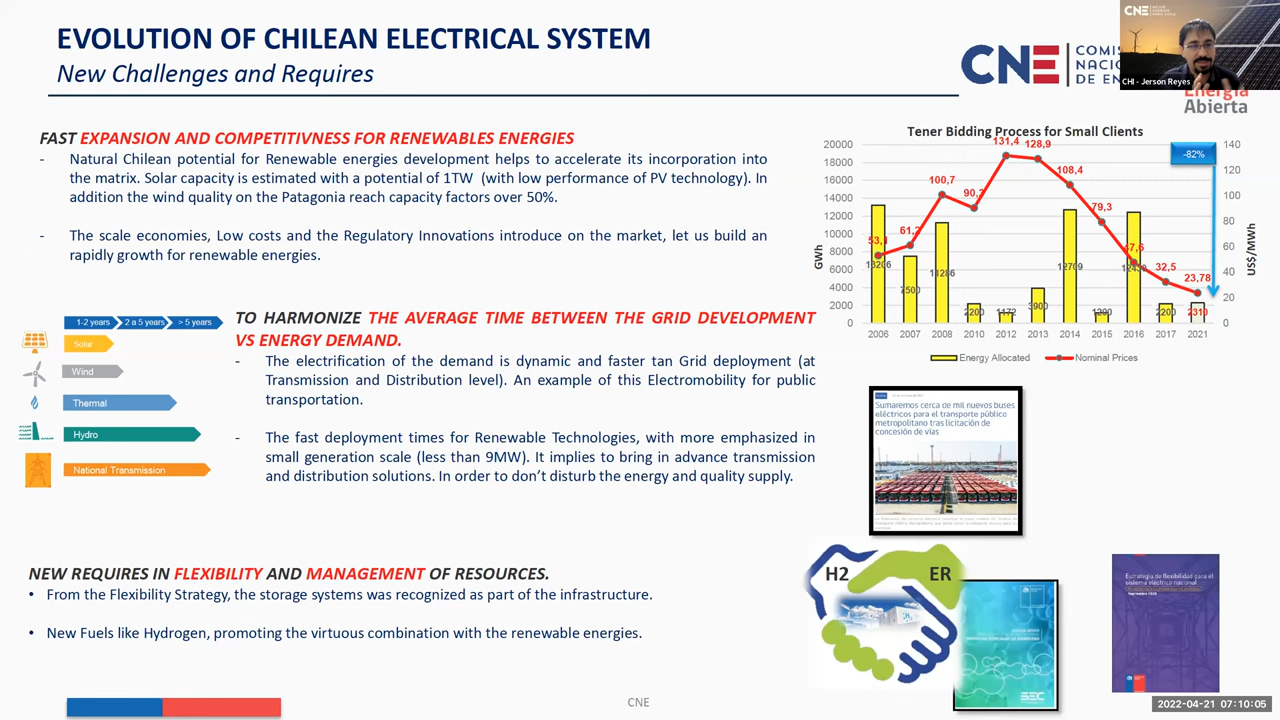 EVOLUTION OF CHILEAN ELECTRICAL SYSTEM
New Challenges and Requires
CNE
COMIS
NACIO
DE EN
Energía
Abierta
CNE
CHI - Jerson Reyes
FAST EXPANSION AND COMPETITIVNESS FOR RENEWABLES ENERGIES
- Natural Chilean potential for Renewable energies development helps to accelerate its incorporation into
the matrix. Solar capacity is estimated with a potential of 1TW (with low performance of PV technology). In
addition the wind quality on the Patagonia reach capacity factors over 50%.
- The scale economies, Low costs and the Regulatory Innovations introduce on the market, let us build an
rapidly growth for renewable energies.
Tener Bidding Process for Small Clients
-82%
GWh
20000
18000
16000
14000
12000
10000
8000
6000
4000
2000
0
53,1
61,2
100,7
90,3
131,4
128,9
108,4
79,3
47,6
32,5
23,78
13206
7500
11286
2200
1172
3900
12709
1200
12430
2200
2310
140
120
100
80
60
40
20
0
US$/MWh
2006 2007 2008 2010 2012 2013 2014 2015 2016 2017 2021
Energy Allocated
Nominal Prices
1-2 years
2 a 5 years
> 5 years
Solar
Wind
Thermal
Hydro
National Transmission
TO HARMONIZE THE AVERAGE TIME BETWEEN THE GRID DEVELOPMENT
VS ENERGY DEMAND.
- The electrification of the demand is dynamic and faster tan Grid deployment (at
Transmission and Distribution level). An example of this Electromobility for public
transportation.
- The fast deployment times for Renewable Technologies, with more emphasized in
small generation scale (less than 9MW). It implies to bring in advance transmission
and distribution solutions. In order to don't disturb the energy and quality supply.
Sumaremos cerca de mil nuevos buses
eléctricos para el transporte público
metropolitano tras licitación de
concesión de vías
NEW REQUIRES IN FLEXIBILITY AND MANAGEMENT OF RESOURCES.
• From the Flexibility Strategy, the storage systems was recognized as part of the infrastructure.
• New Fuels like Hydrogen, promoting the virtuous combination with the renewable energies.
H2
ER
H2
SEC
Estrategia de flexibilidad para el
sistema eléctrico nacional
Septiembre 2020
CNE
2022-04-21 07:10:05